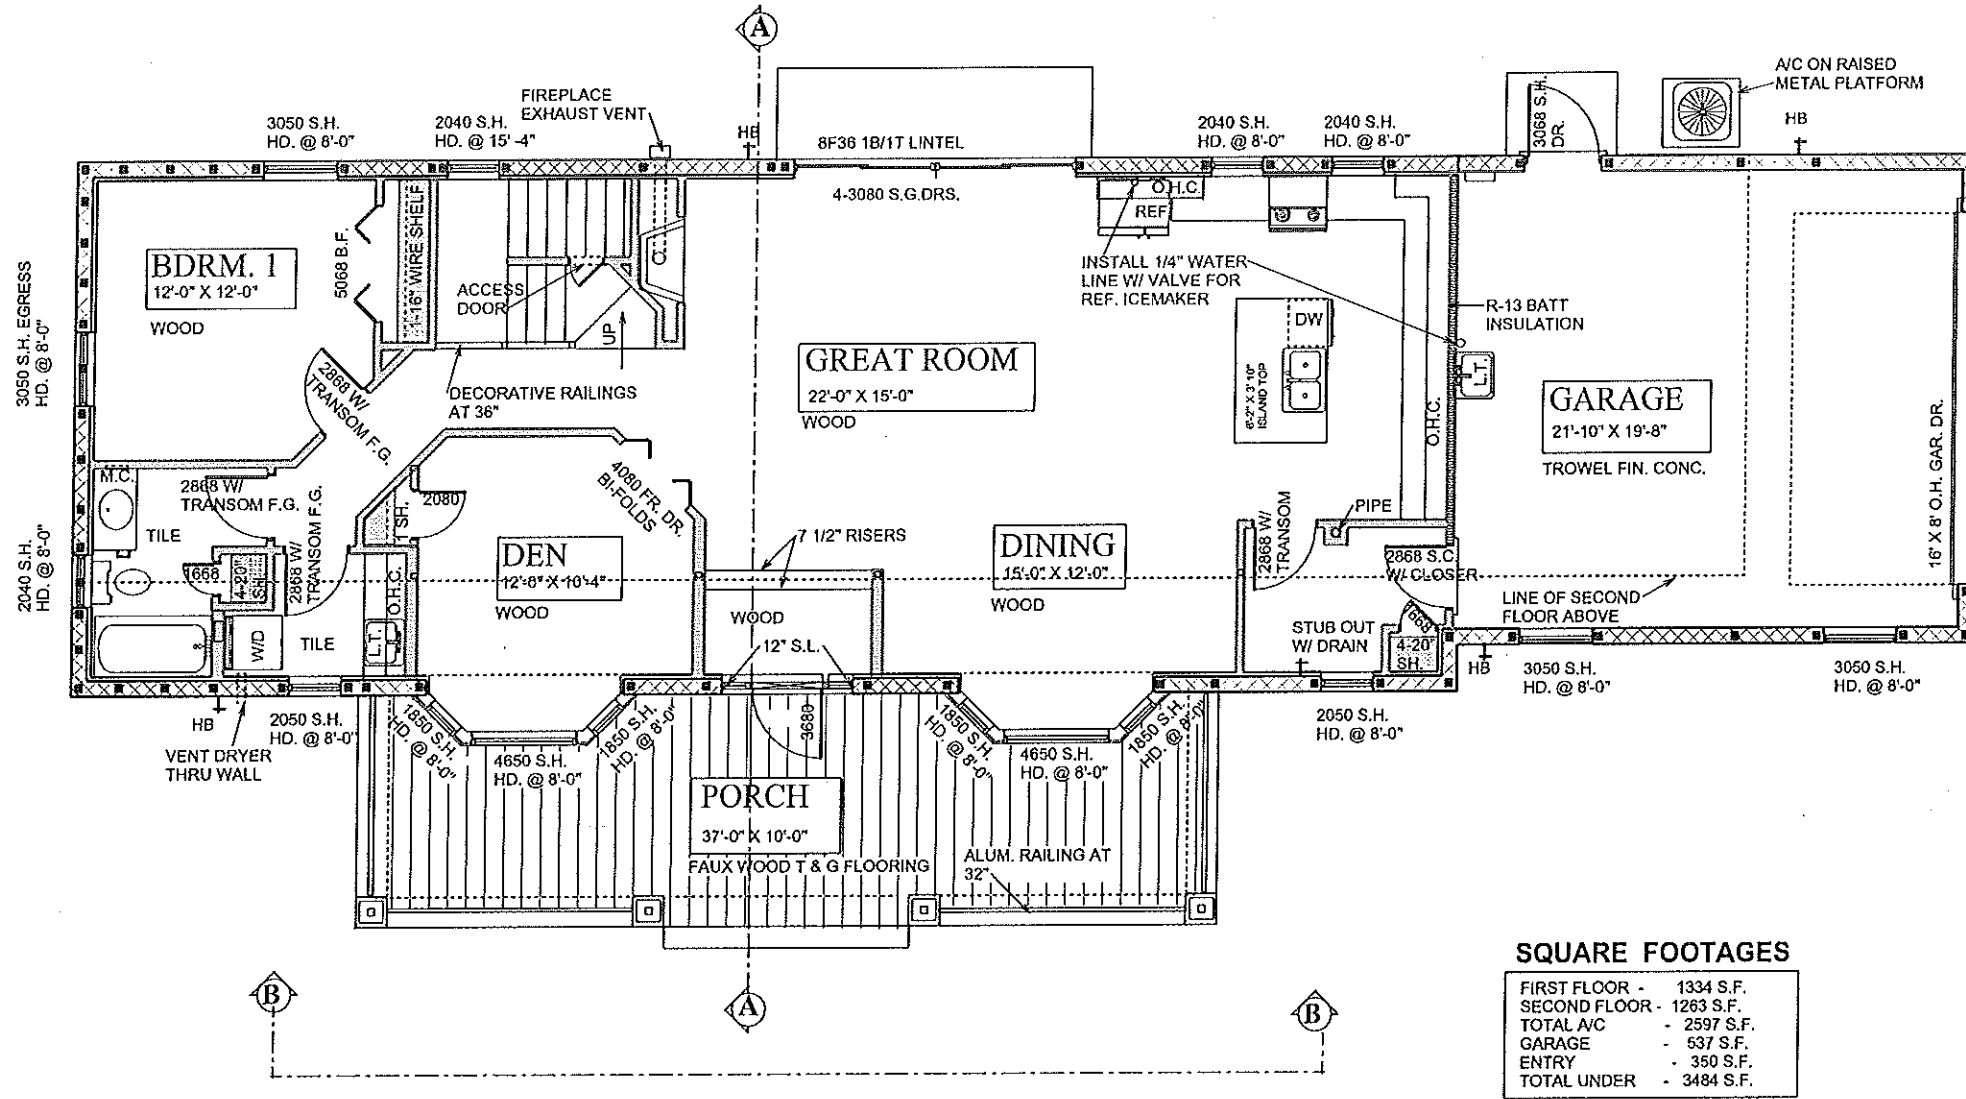 A
A/C ON RAISED
METAL PLATFORM
FIREPLACE
EXHAUST VENT
3050 S.H.
HD. @ 8'-0"
2040 S.H.
HD. @ 15' -4"
HB
8F36 1B/1T LINTEL
2040 S.H.
HD. @ 8'-0"
2040 S.H.
HD. @ 8'-0"
3068 S.H.
DR.
HB
4-3080 S.G.DRS.
O.H.C.
REF
BDRM. 1
12'-0" X 12'-0"
WOOD
5068 B.F.
1-16" WIRE SHELF
ACCESS
DOOR
UP
INSTALL 1/4" WATER
LINE W/ VALVE FOR
REF. ICEMAKER
R-13 BATT
INSULATION
3050 S.H. EGRESS
HD. @ 8'-0"
DW
6'-2" X 3' 10"
ISLAND TOP
L.T.
GREAT ROOM
22'-0" X 15'-0"
WOOD
2868 W/
TRANSOM F.G.
DECORATIVE RAILINGS
AT 36"
O.H.C.
GARAGE
21'-10" X 19'-8"
TROWEL FIN. CONC.
16' X 8' O.H. GAR. DR.
M.C.
2868 W/
TRANSOM F.G.
TILE
2040 S.H.
HD. @ 8'-0"
2868 W/
TRANSOM F.G.
1 SH.
2080
4080 FR. DR.
BI-FOLDS
7 1/2" RISERS
2868 W/
TRANSOM
PIPE
DEN
12'-8" X 10'-4"
WOOD
DINING
15'-0" X 12'-0"
WOOD
2868 S.C.
W/ CLOSER
1668
4-20"
SH.
O.H.C.
WOOD
LINE OF SECOND
FLOOR ABOVE
W/D
TILE
L.T.
12" S.L.
STUB OUT
W/ DRAIN
1668
4-20"
SH.
HB
2050 S.H.
HD. @ 8'-0"
VENT DRYER
THRU WALL
1850 S.H.
HD. @ 8'-0"
4650 S.H.
HD. @ 8'-0"
1850 S.H.
HD. @ 8'-0"
3680
1850 S.H.
HD. @ 8'-0"
4650 S.H.
HD. @ 8'-0"
1850 S.H.
HD. @ 8'-0"
2050 S.H.
HD. @ 8'-0"
HB
3050 S.H.
HD. @ 8'-0"
3050 S.H.
HD. @ 8'-0"
PORCH
37'-0" X 10'-0"
FAUX WOOD T & G FLOORING
ALUM. RAILING AT
32"
B
A
B
SQUARE FOOTAGES
FIRST FLOOR - 1334 S.F.
SECOND FLOOR - 1263 S.F.
TOTAL A/C - 2597 S.F.
GARAGE - 537 S.F.
ENTRY - 350 S.F.
TOTAL UNDER - 3484 S.F.